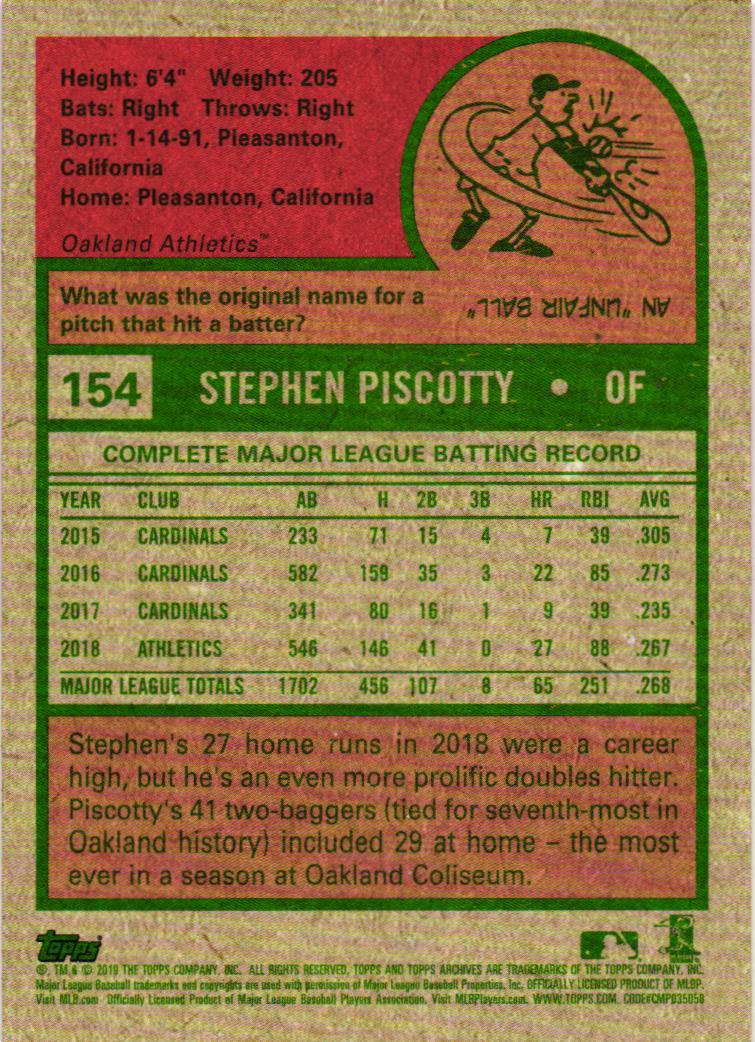 Height: 6'4" Weight: 205
Bats: Right Throws: Right
Born: 1-14-91, Pleasanton,
California
Home: Pleasanton, California
Oakland Athletics™
What was the original name for a
pitch that hit a batter?
AN "UNFAIR BALL"
154 STEPHEN PISCOTTY • OF
COMPLETE MAJOR LEAGUE BATTING RECORD
YEAR CLUB AB H 2B 3B HR RBI AVG
2015 CARDINALS 233 71 15 4 7 39 .305
2016 CARDINALS 582 159 35 3 22 85 .273
2017 CARDINALS 341 80 16 1 9 39 .235
2018 ATHLETICS 546 146 41 0 27 88 .267
MAJOR LEAGUE TOTALS 1702 456 107 8 65 251 .268
Stephen's 27 home runs in 2018 were a career
high, but he's an even more prolific doubles hitter.
Piscotty's 41 two-baggers (tied for seventh-most in
Oakland history) included 29 at home – the most
ever in a season at Oakland Coliseum.
Topps
®, TM & © 2019 THE TOPPS COMPANY, INC. ALL RIGHTS RESERVED. TOPPS AND TOPPS ARCHIVES ARE TRADEMARKS OF THE TOPPS COMPANY, INC.
Major League Baseball trademarks and copyrights are used with permission of Major League Baseball Properties, Inc. OFFICIALLY LICENSED PRODUCT OF MLBP.
Visit MLB.com Officially Licensed Product of Major League Baseball Players Association. Visit MLBPlayers.com. WWW.TOPPS.COM. CODE#CMP035058